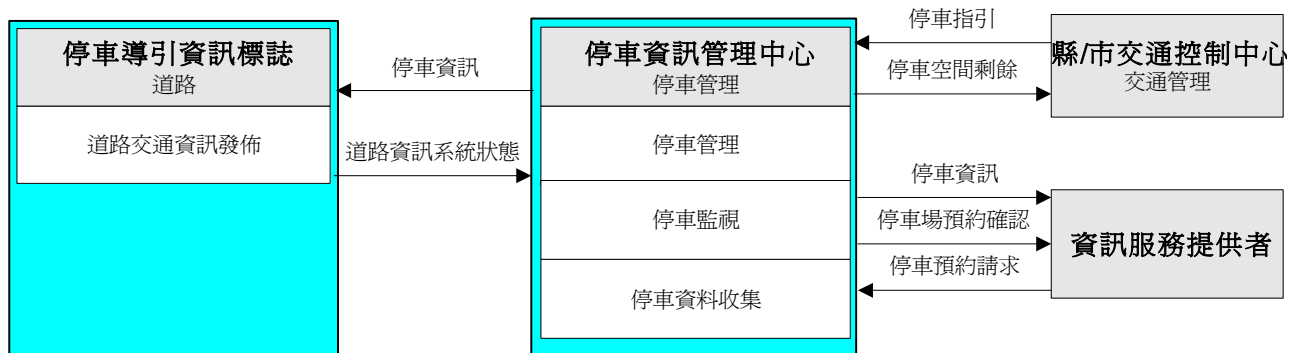 停車導引資訊標誌
道路
道路交通資訊發佈
停車資訊
道路資訊系統狀態
停車資訊管理中心
停車管理
停車管理
停車監視
停車資料收集
停車指引
停車空間剩餘
縣/市交通控制中心
交通管理
停車資訊
停車場預約確認
停車預約請求
資訊服務提供者